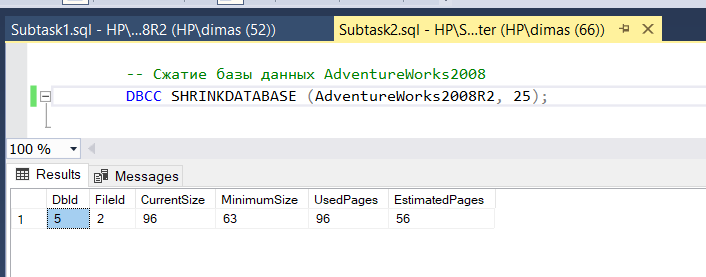 Subtask1.sql - HP\...8R2 (HP\dimas (52))
Subtask2.sql - HP\S...ter (HP\dimas (66))
-- Сжатие базы данных AdventureWorks2008
DBCC SHRINKDATABASE (AdventureWorks2008R2, 25);
100 %
Results Messages
DbId FileId CurrentSize MinimumSize UsedPages EstimatedPages
1 5 2 96 63 96 56